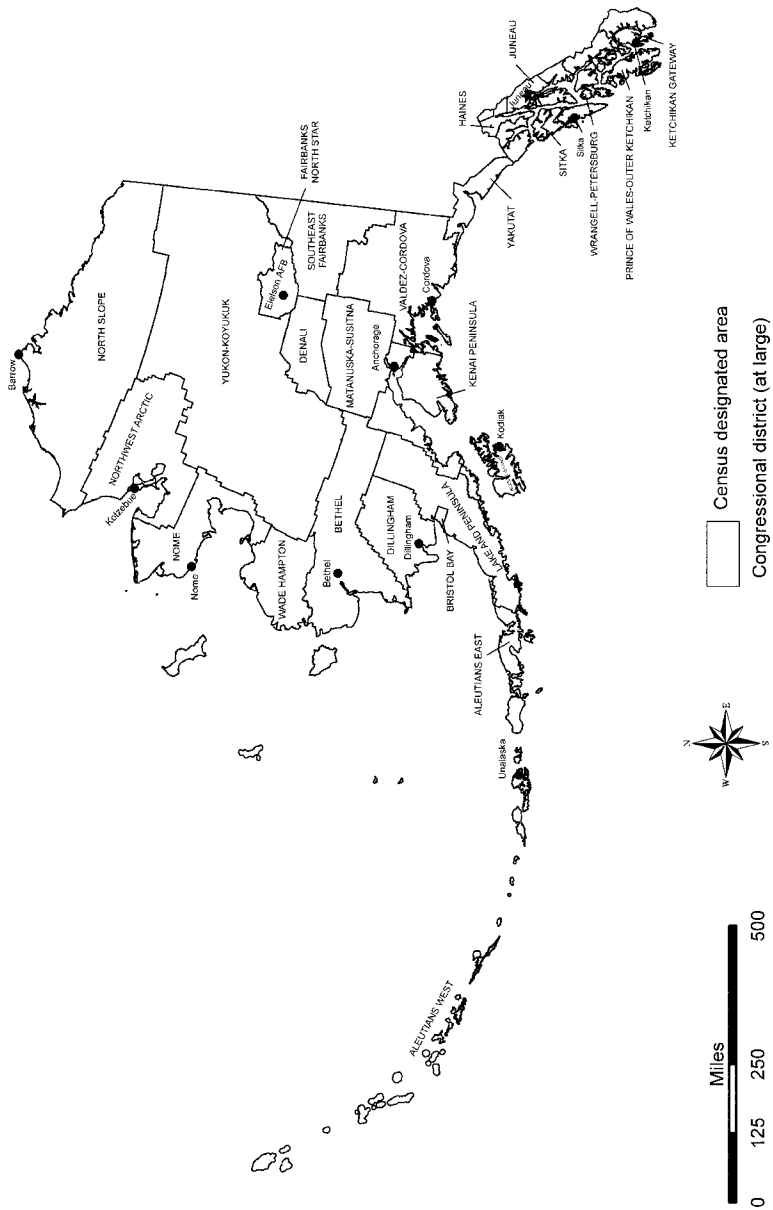 Barrow
NORTH SLOPE
NORTHWEST ARCTIC
Kotzebue
NOME
Nome
YUKON-KOYUKUK
FAIRBANKS
NORTH STAR
Eielson AFB
SOUTHEAST
FAIRBANKS
DENALI
WADE HAMPTON
BETHEL
Bethel
MATANUSKA-SUSITNA
VALDEZ-CORDOVA
Anchorage
Cordova
DILLINGHAM
Dillingham
KENAI PENINSULA
BRISTOL BAY
LAKE AND PENINSULA
Kodiak
ALEUTIANS EAST
Unalaska
ALEUTIANS WEST
YAKUTAT
HAINES
JUNEAU
Juneau
SITKA
Sitka
WRANGELL-PETERSBURG
PRINCE OF WALES-OUTER KETCHIKAN
Ketchikan
KETCHIKAN GATEWAY
N
W
E
S
Miles
0 125 250 500
Census designated area
Congressional district (at large)